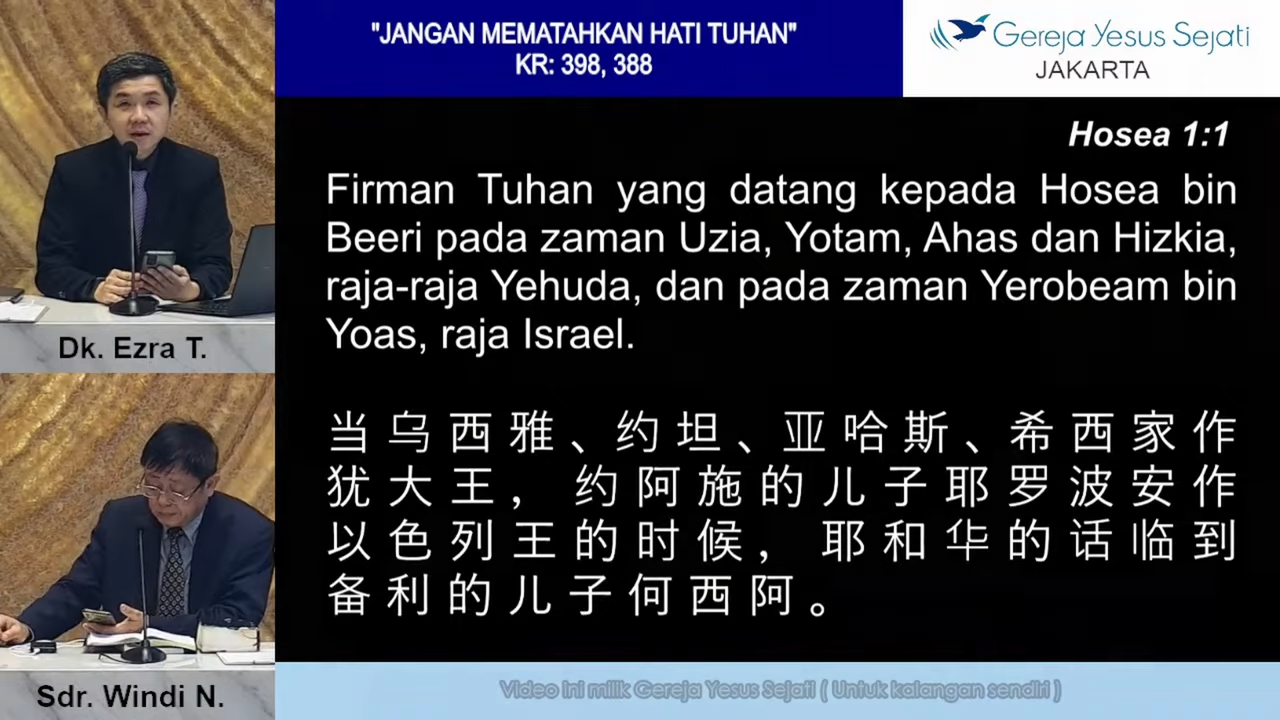 "JANGAN MEMATAHKAN HATI TUHAN"
KR: 398, 388
Gereja Yesus Sejati
JAKARTA
Hosea 1:1
Firman Tuhan yang datang kepada Hosea bin
Beeri pada zaman Uzia, Yotam, Ahas dan Hizkia,
raja-raja Yehuda, dan pada zaman Yerobeam bin
Yoas, raja Israel.
当乌西雅、约坦、亚哈斯、希西家作
犹大王，约阿施的儿子耶罗波安作
以色列王的时候，耶和华的话临到
备利的儿子何西阿。
Dk. Ezra T.
Sdr. Windi N.
Video ini milik Gereja Yesus Sejati ( Untuk kalangan sendiri )